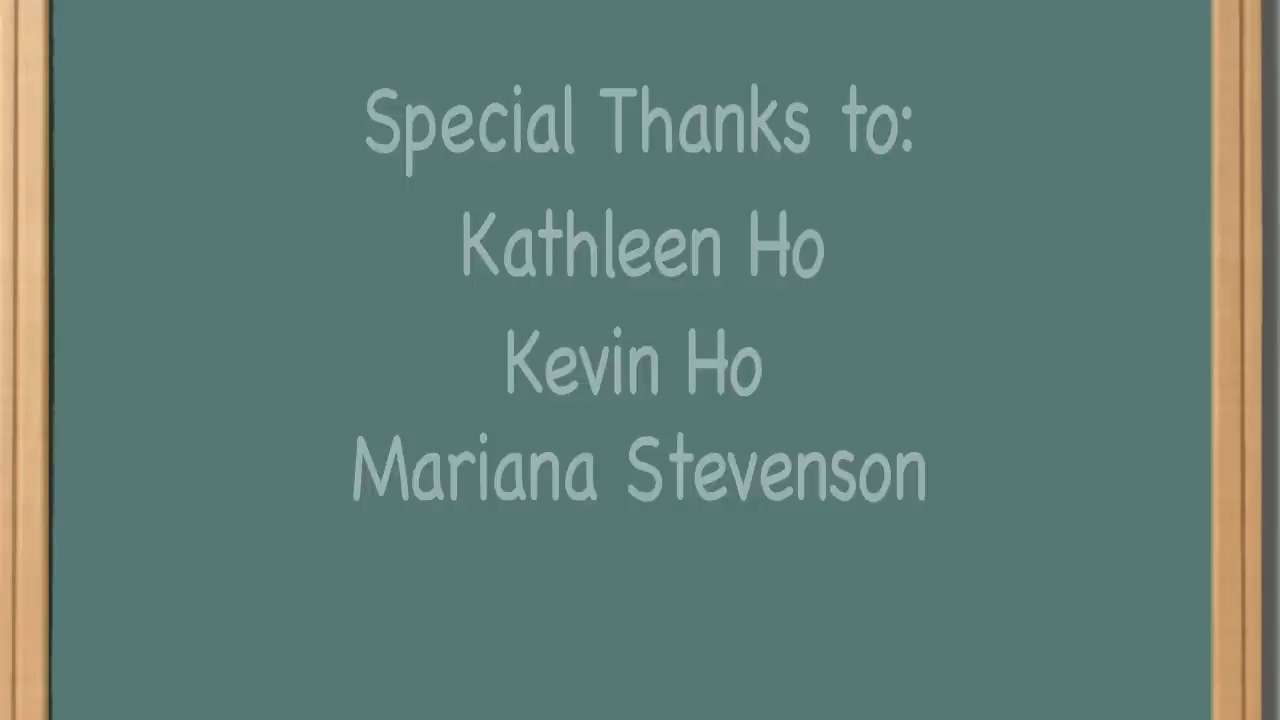 Special Thanks to:
Kathleen Ho
Kevin Ho
Mariana Stevenson